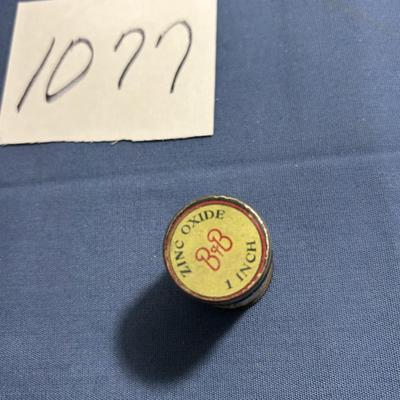 1077
ZINC OXIDE
B&B
1 INCH